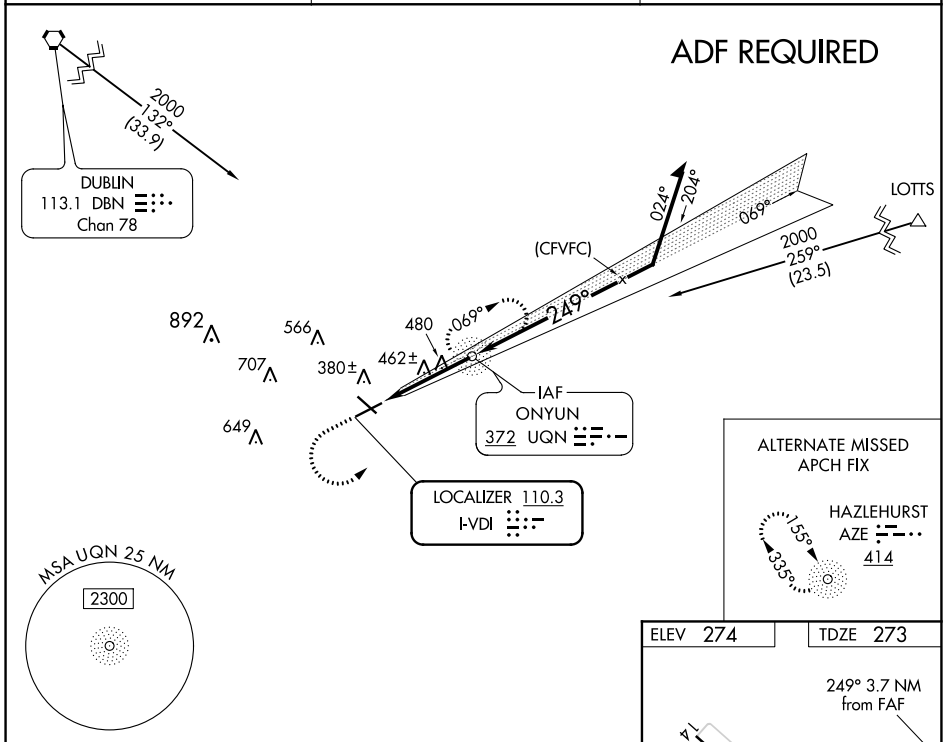 ADF REQUIRED
2000
132°
(33.9)
DUBLIN
113.1 DBN
Chan 78
024°
204°
069°
LOTTS
2000
259°
(23.5)
(CFVFC)
249°
069°
892
566
480
707
380±
462±
649
IAF
ONYUN
372 UQN
LOCALIZER 110.3
I-VDI
ALTERNATE MISSED
APCH FIX
HAZLEHURST
AZE
414
155°
335°
MSA UQN 25 NM
2300
ELEV 274
TDZE 273
249° 3.7 NM
from FAF
14